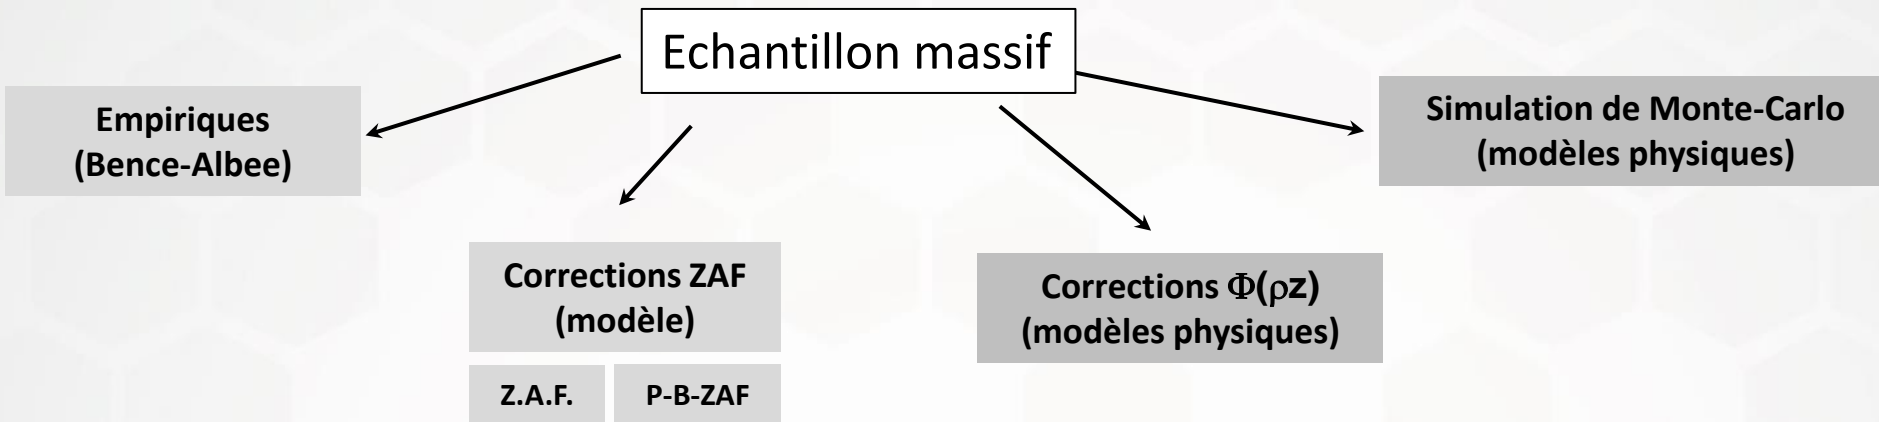 Echantillon massif
Empiriques
(Bence-Albee)
Simulation de Monte-Carlo
(modèles physiques)
Corrections ZAF
(modèle)
Corrections Φ(ρz)
(modèles physiques)
Z.A.F.
P-B-ZAF